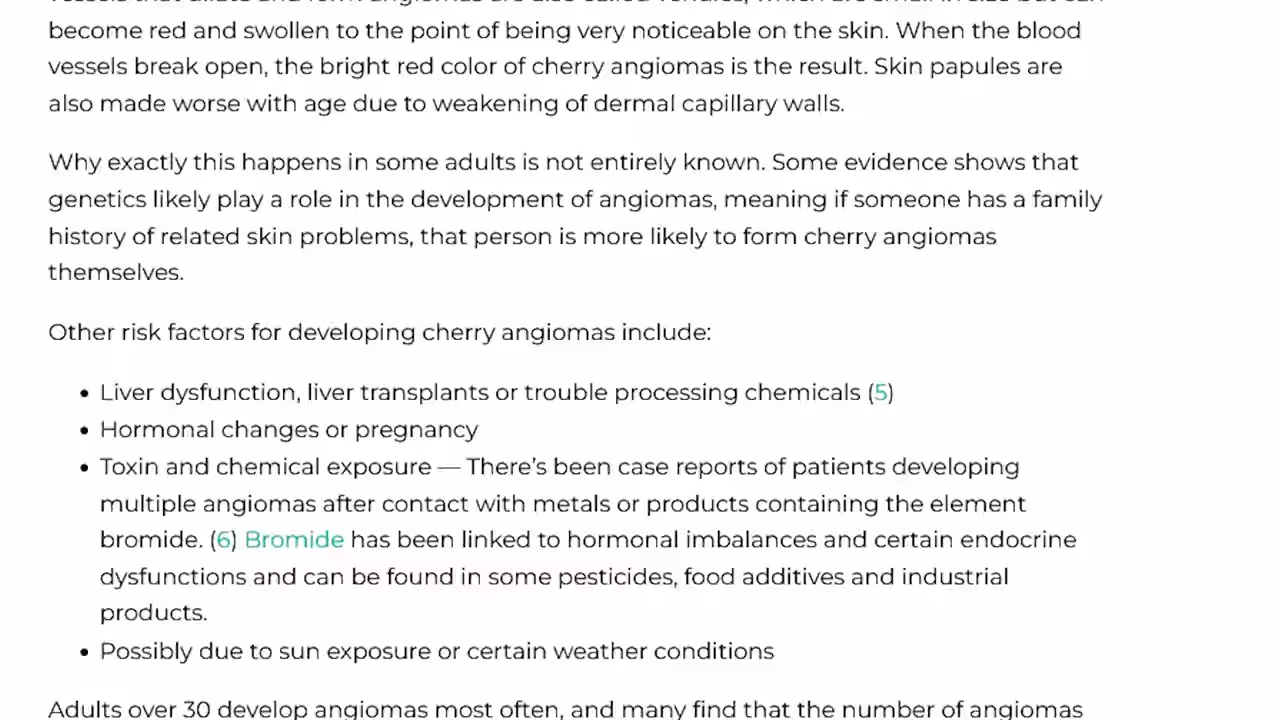 become red and swollen to the point of being very noticeable on the skin. When the blood
vessels break open, the bright red color of cherry angiomas is the result. Skin papules are
also made worse with age due to weakening of dermal capillary walls.
Why exactly this happens in some adults is not entirely known. Some evidence shows that
genetics likely play a role in the development of angiomas, meaning if someone has a family
history of related skin problems, that person is more likely to form cherry angiomas
themselves.
Other risk factors for developing cherry angiomas include:
• Liver dysfunction, liver transplants or trouble processing chemicals (5)
• Hormonal changes or pregnancy
• Toxin and chemical exposure — There's been case reports of patients developing
multiple angiomas after contact with metals or products containing the element
bromide. (6) Bromide has been linked to hormonal imbalances and certain endocrine
dysfunctions and can be found in some pesticides, food additives and industrial
products.
• Possibly due to sun exposure or certain weather conditions
Adults over 30 develop angiomas most often, and many find that the number of angiomas